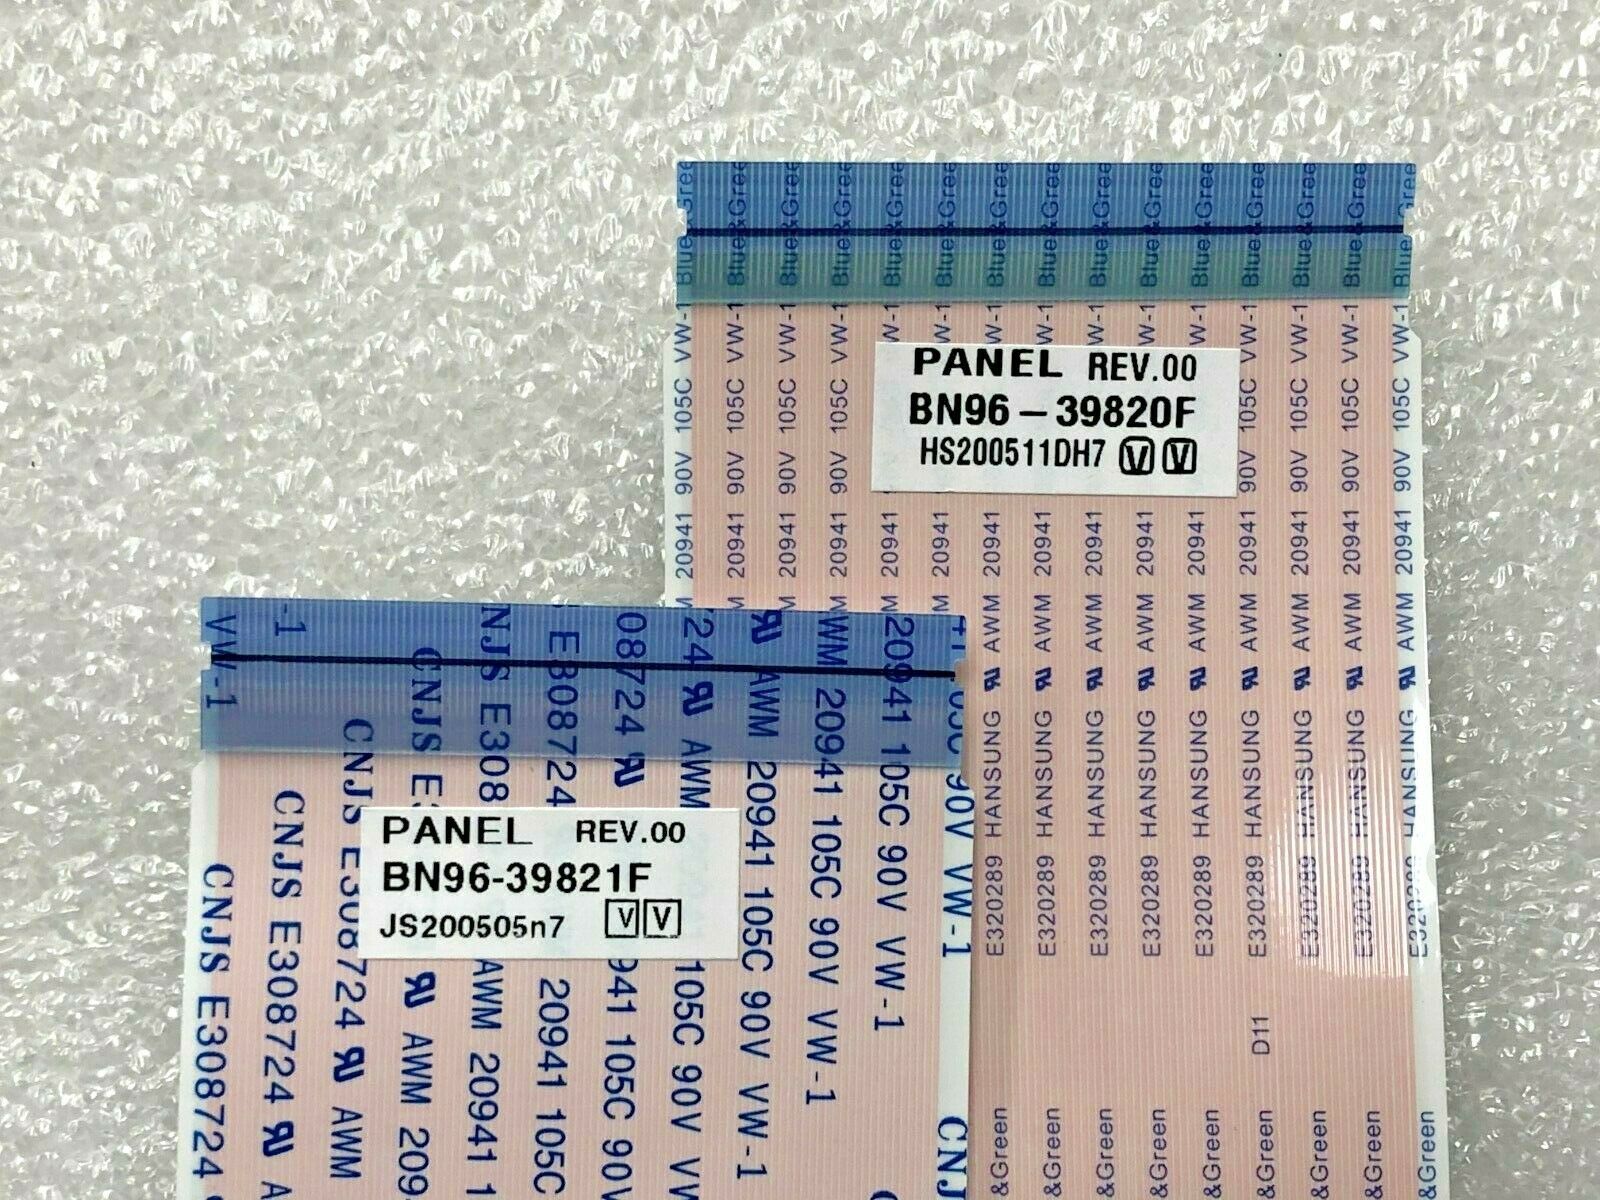 PANEL REV.00
BN96-39820F
HS200511DH7 V V
PANEL REV.00
BN96-39821F
JS200505n7 V V
E320289 HANSUNG AWM 20941 90V 105C VW-1 Blue&Gree
D11
&Green
CNJS E308724 AWM 20941 105C 90V VW-1